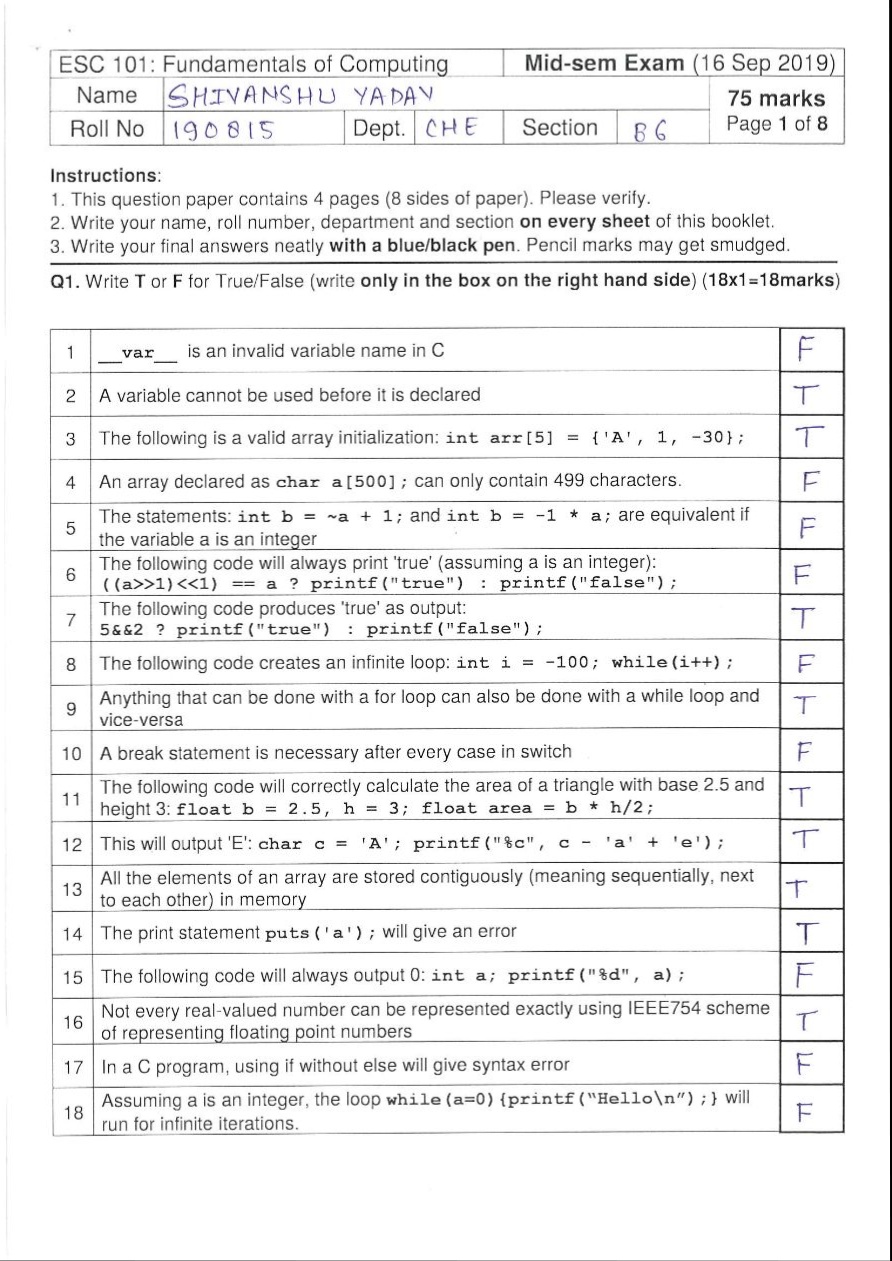 ESC 101: Fundamentals of Computing Mid-sem Exam (16 Sep 2019)
Name SHIVANSHU YADAV 75 marks
Roll No 190815 Dept. CHE Section B6 Page 1 of 8
Instructions:
1. This question paper contains 4 pages (8 sides of paper). Please verify.
2. Write your name, roll number, department and section on every sheet of this booklet.
3. Write your final answers neatly with a blue/black pen. Pencil marks may get smudged.
Q1. Write T or F for True/False (write only in the box on the right hand side) (18x1=18marks)
1 __var__ is an invalid variable name in C F
2 A variable cannot be used before it is declared T
3 The following is a valid array initialization: int arr[5] = {'A', 1, -30}; T
4 An array declared as char a[500]; can only contain 499 characters. F
5 The statements: int b = ~a + 1; and int b = -1 * a; are equivalent if
the variable a is an integer F
6 The following code will always print 'true' (assuming a is an integer):
((a>>1)<<1) == a ? printf("true") : printf("false"); F
7 The following code produces 'true' as output:
5&&2 ? printf("true") : printf("false"); T
8 The following code creates an infinite loop: int i = -100; while(i++); F
9 Anything that can be done with a for loop can also be done with a while loop and
vice-versa T
10 A break statement is necessary after every case in switch F
11 The following code will correctly calculate the area of a triangle with base 2.5 and
height 3: float b = 2.5, h = 3; float area = b * h/2; T
12 This will output 'E': char c = 'A'; printf("%c", c - 'a' + 'e'); T
13 All the elements of an array are stored contiguously (meaning sequentially, next
to each other) in memory T
14 The print statement puts('a'); will give an error T
15 The following code will always output 0: int a; printf("%d", a); F
16 Not every real-valued number can be represented exactly using IEEE754 scheme
of representing floating point numbers T
17 In a C program, using if without else will give syntax error F
18 Assuming a is an integer, the loop while(a=0){printf("Hello\n");} will
run for infinite iterations. F